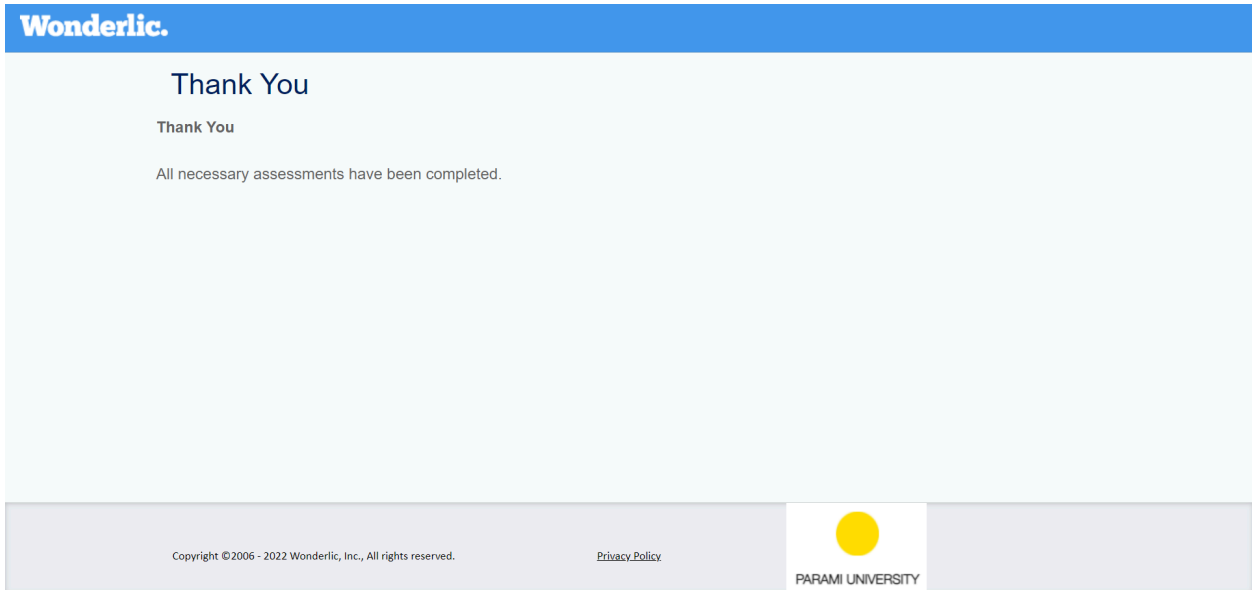 Wonderlic.
Thank You
Thank You
All necessary assessments have been completed.
Copyright ©2006 - 2022 Wonderlic, Inc., All rights reserved.
Privacy Policy
PARAMI UNIVERSITY